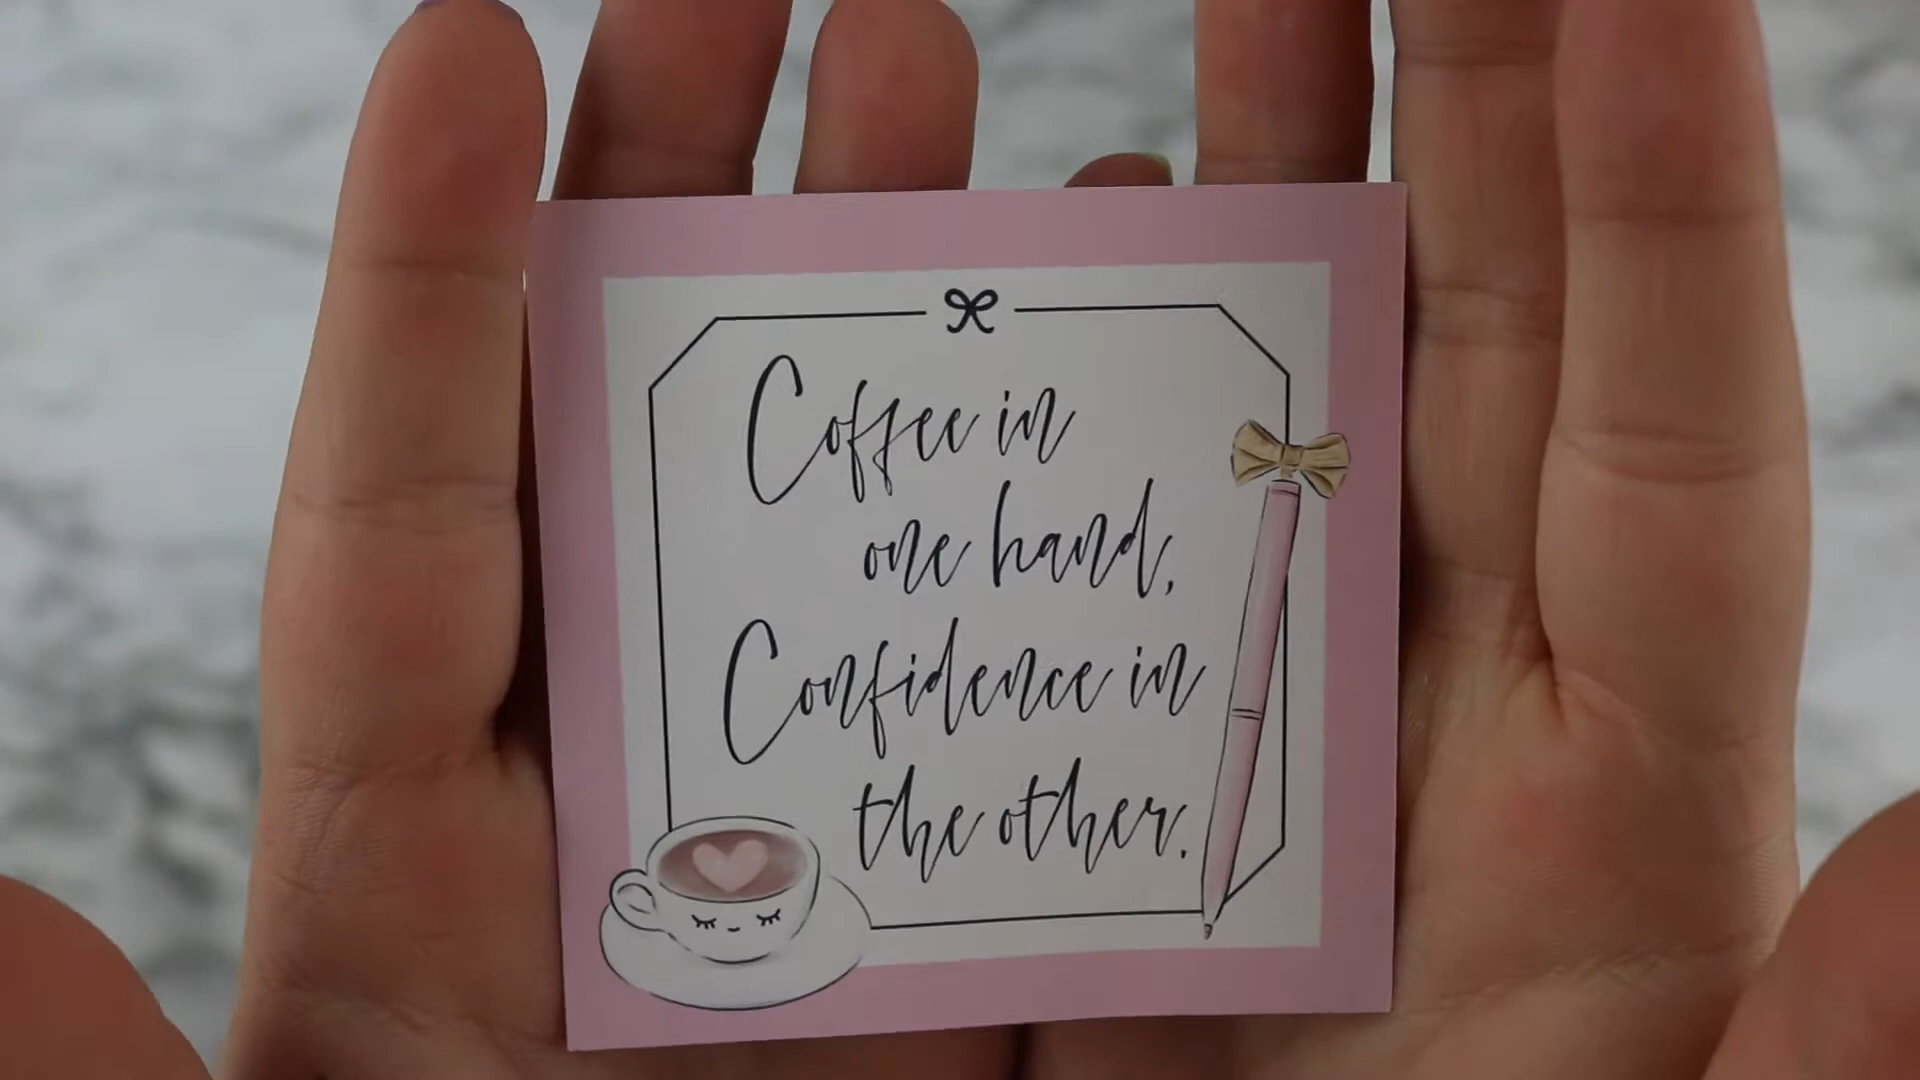 Coffee in
one hand,
Confidence in
the other.